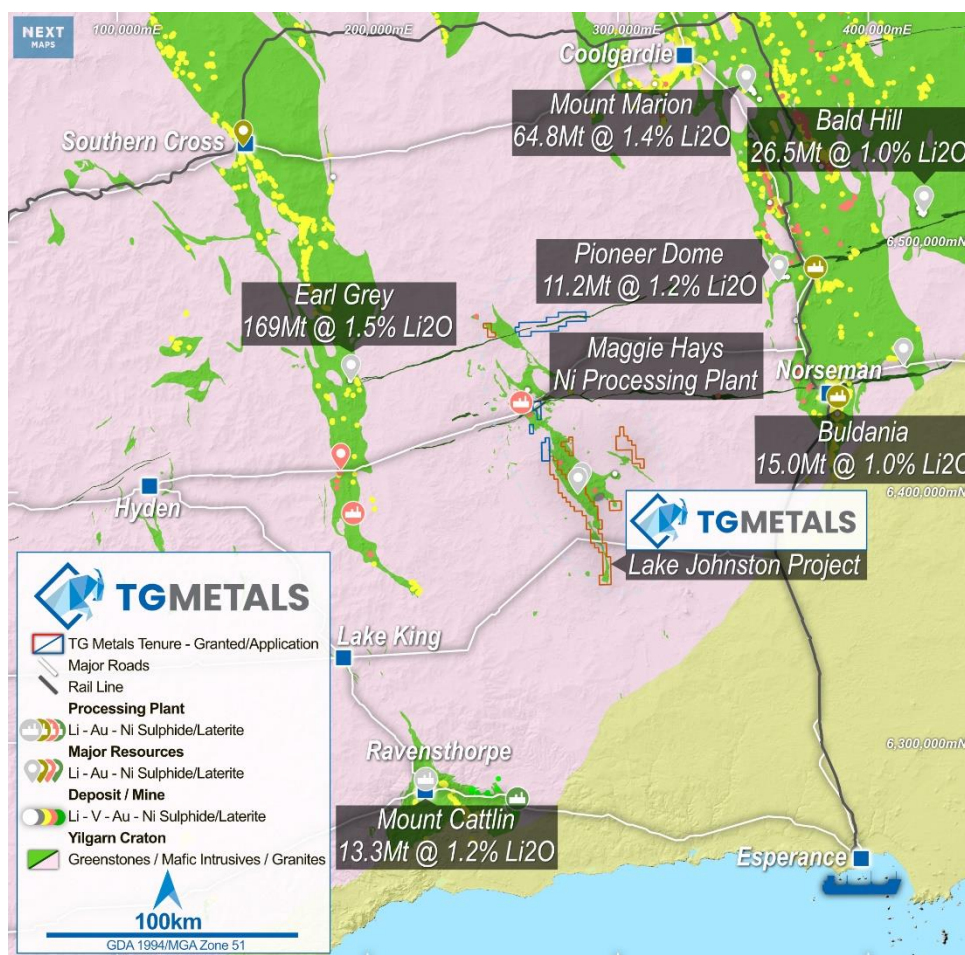 NEXT
MAPS
100,000mE
200,000mE
300,000mE
400,000mE
Coolgardie
Mount Marion
64.8Mt @ 1.4% Li2O
Bald Hill
26.5Mt @ 1.0% Li2O
Southern Cross
6,500,000mN
Pioneer Dome
11.2Mt @ 1.2% Li2O
Earl Grey
169Mt @ 1.5% Li2O
Maggie Hays
Ni Processing Plant
Norseman
Buldania
15.0Mt @ 1.0% Li2O
6,400,000mN
Hyden
TGMETALS
Lake Johnston Project
TGMETALS
TG Metals Tenure - Granted/Application
Major Roads
Rail Line
Processing Plant
Li - Au - Ni Sulphide/Laterite
Major Resources
Li - Au - Ni Sulphide/Laterite
Deposit / Mine
Li - V - Au - Ni Sulphide/Laterite
Yilgarn Craton
Greenstones / Mafic Intrusives / Granites
100km
GDA 1994/MGA Zone 51
Lake King
6,300,000mN
Ravensthorpe
Mount Cattlin
13.3Mt @ 1.2% Li2O
Esperance